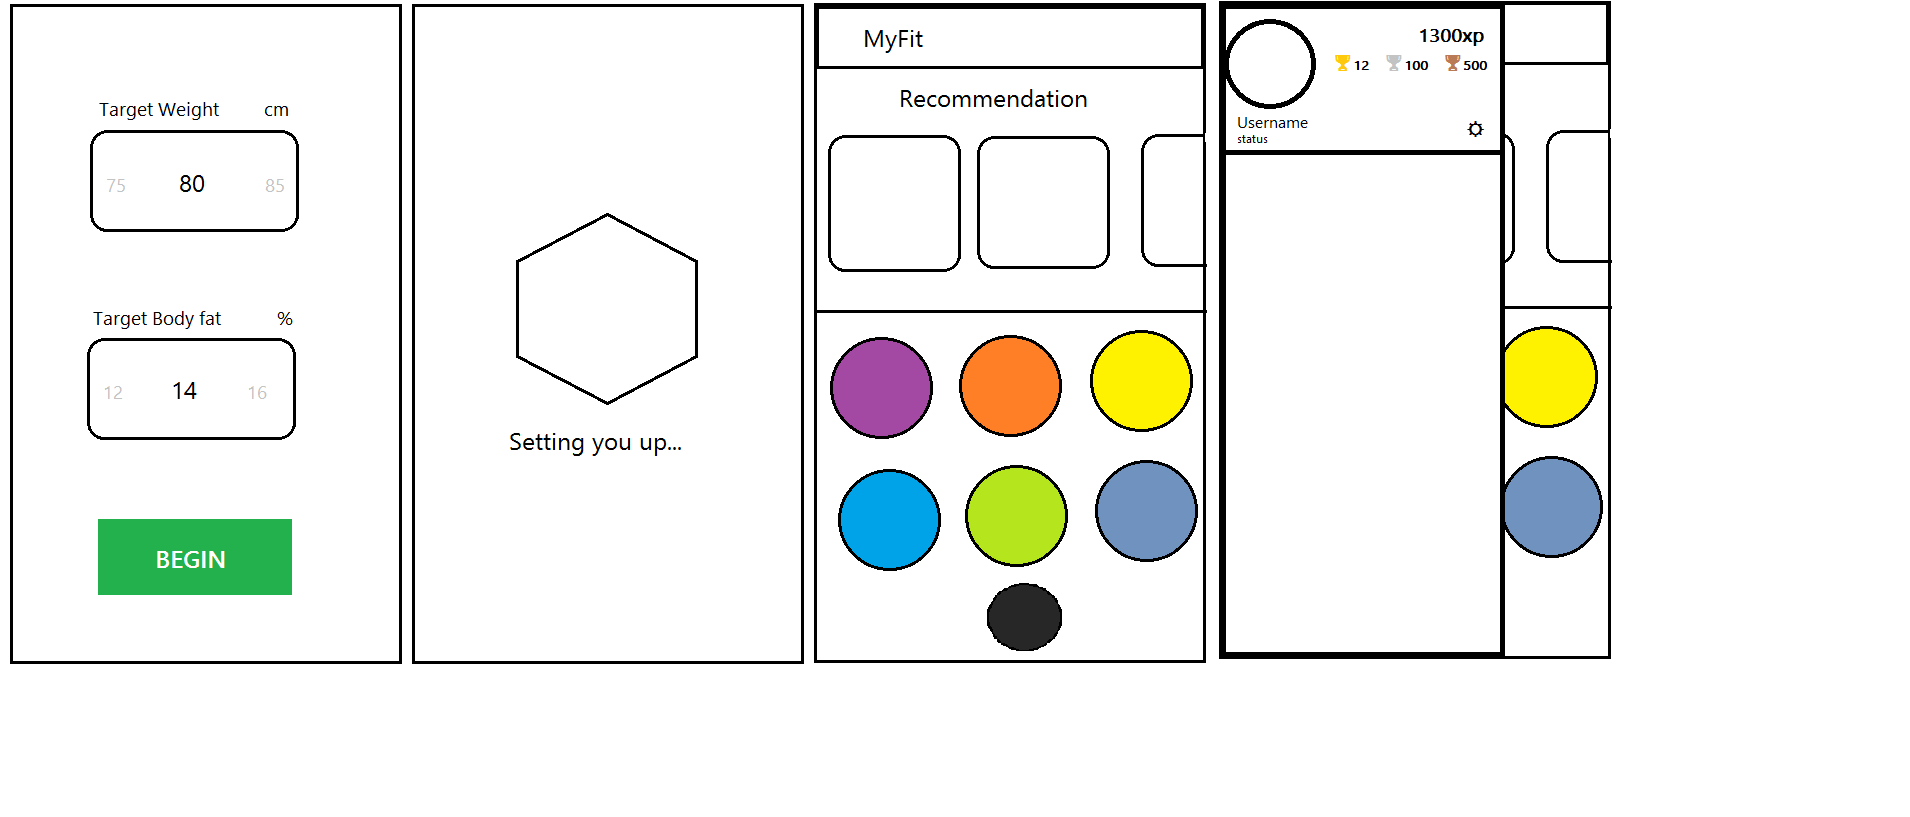 Target Weight cm
75 80 85
Target Body fat %
12 14 16
BEGIN
Setting you up...
MyFit
Recommendation
1300xp
12 100 500
Username
status